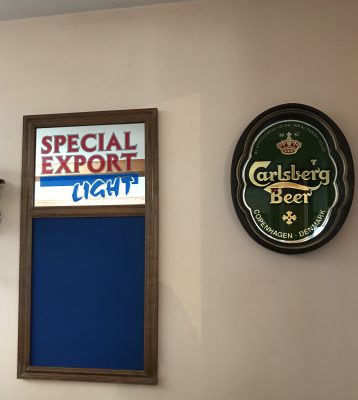 SPECIAL
EXPORT
LIGHT
Carlsberg
Beer
COPENHAGEN - DENMARK